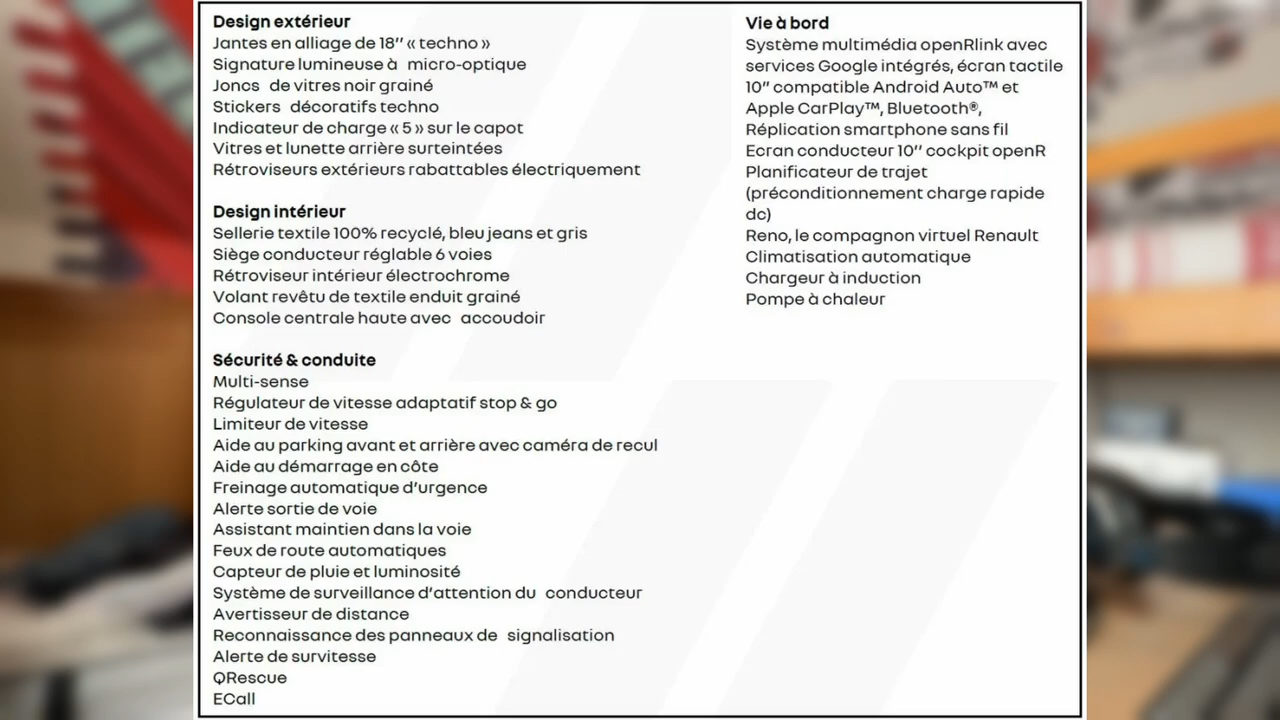 Design extérieur
Jantes en alliage de 18’’ « techno »
Signature lumineuse à micro-optique
Joncs de vitres noir grainé
Stickers décoratifs techno
Indicateur de charge « 5 » sur le capot
Vitres et lunette arrière surteintées
Rétroviseurs extérieurs rabattables électriquement
Design intérieur
Sellerie textile 100% recyclé, bleu jeans et gris
Siège conducteur réglable 6 voies
Rétroviseur intérieur électrochrome
Volant revêtu de textile enduit grainé
Console centrale haute avec accoudoir
Sécurité & conduite
Multi-sense
Régulateur de vitesse adaptatif stop & go
Limiteur de vitesse
Aide au parking avant et arrière avec caméra de recul
Aide au démarrage en côte
Freinage automatique d’urgence
Alerte sortie de voie
Assistant maintien dans la voie
Feux de route automatiques
Capteur de pluie et luminosité
Système de surveillance d’attention du conducteur
Avertisseur de distance
Reconnaissance des panneaux de signalisation
Alerte de survitesse
QRescue
ECall
Vie à bord
Système multimédia openRlink avec
services Google intégrés, écran tactile
10’’ compatible Android Auto™ et
Apple CarPlay™, Bluetooth®,
Réplication smartphone sans fil
Ecran conducteur 10’’ cockpit openR
Planificateur de trajet
(préconditionnement charge rapide
dc)
Reno, le compagnon virtuel Renault
Climatisation automatique
Chargeur à induction
Pompe à chaleur